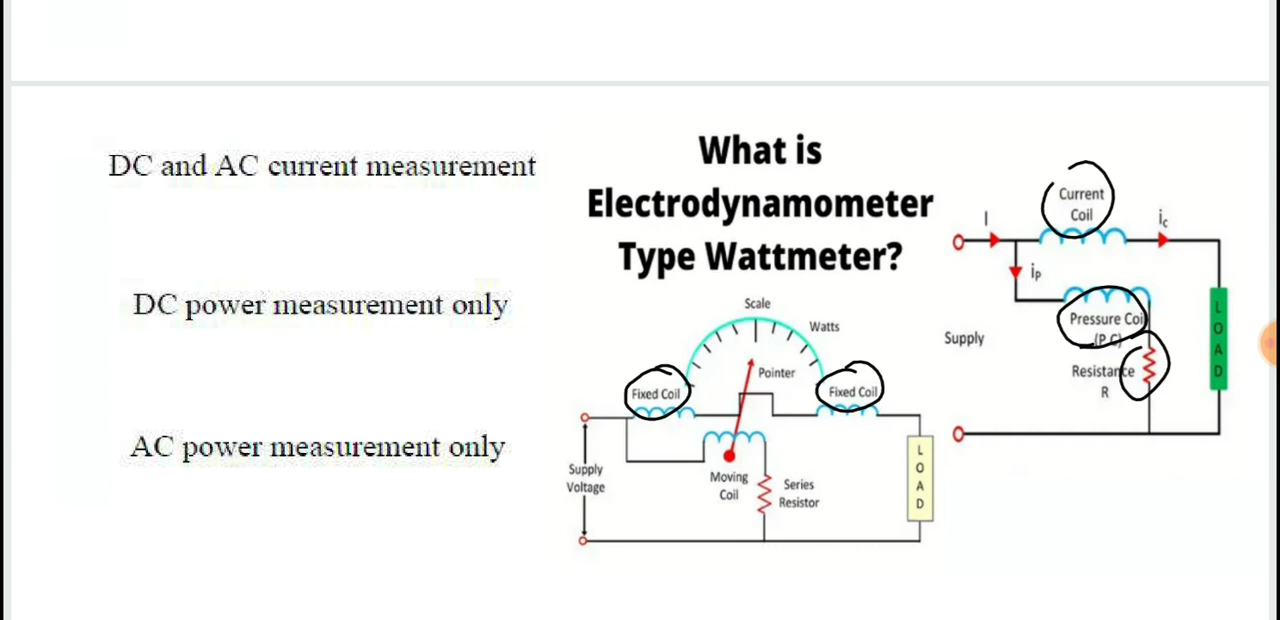 DC and AC current measurement
DC power measurement only
AC power measurement only
What is
Electrodynamometer
Type Wattmeter?
Scale
Watts
Pointer
Fixed Coil
Fixed Coil
Supply
Voltage
Moving
Coil
Series
Resistor
L
O
A
D
Current
Coil
I
ic
ip
Pressure Coil
(P.C)
Supply
Resistance
R
L
O
A
D